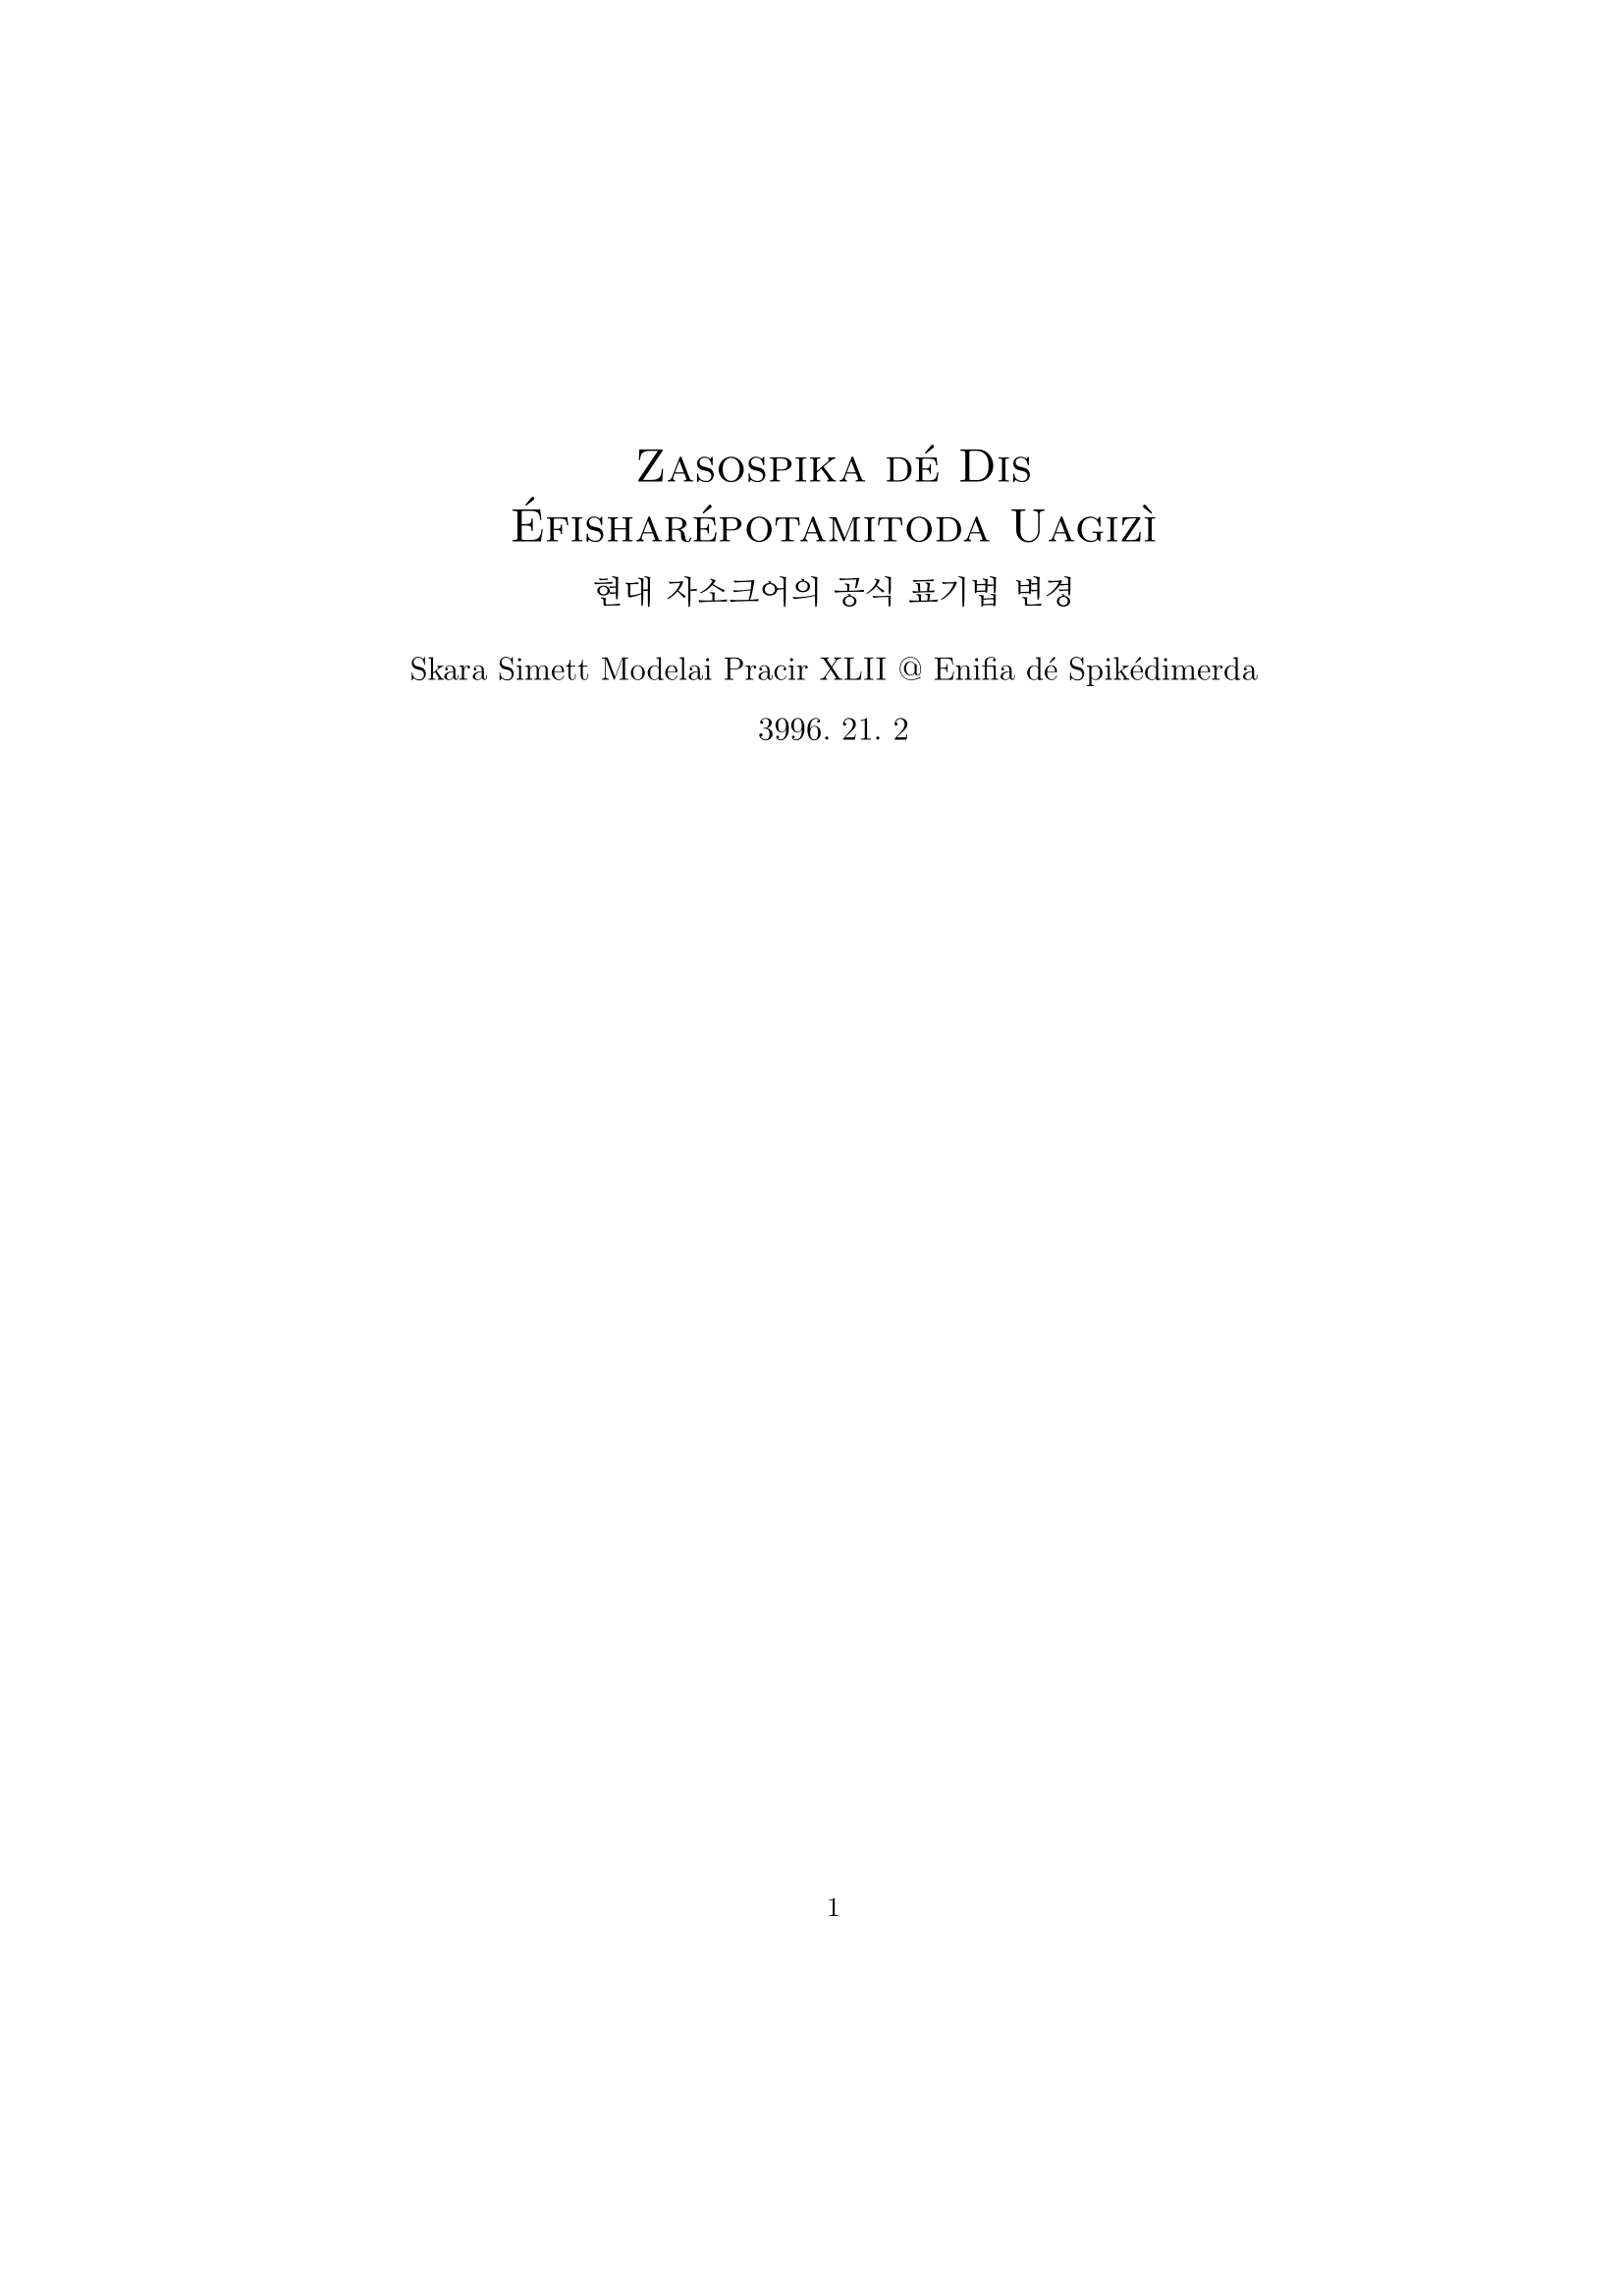 Zasospika dé Dis
Éfisharépotamitoda Uagizì
현대 자소크어의 공식 표기법 변경
Skara Simett Modelai Pracir XLII @ Enifia dé Spikédimerda
3996. 21. 2
1